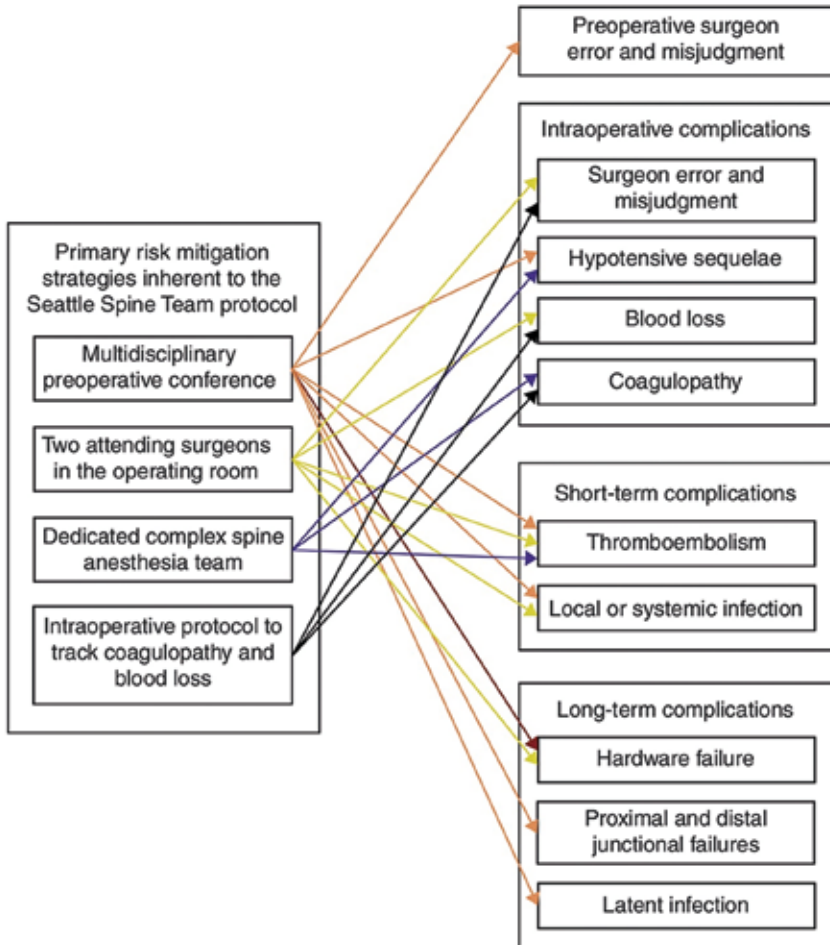 Primary risk mitigation
strategies inherent to the
Seattle Spine Team protocol
Multidisciplinary
preoperative conference
Two attending surgeons
in the operating room
Dedicated complex spine
anesthesia team
Intraoperative protocol to
track coagulopathy and
blood loss
Preoperative surgeon
error and misjudgment
Intraoperative complications
Surgeon error and
misjudgment
Hypotensive sequelae
Blood loss
Coagulopathy
Short-term complications
Thromboembolism
Local or systemic infection
Long-term complications
Hardware failure
Proximal and distal
junctional failures
Latent infection